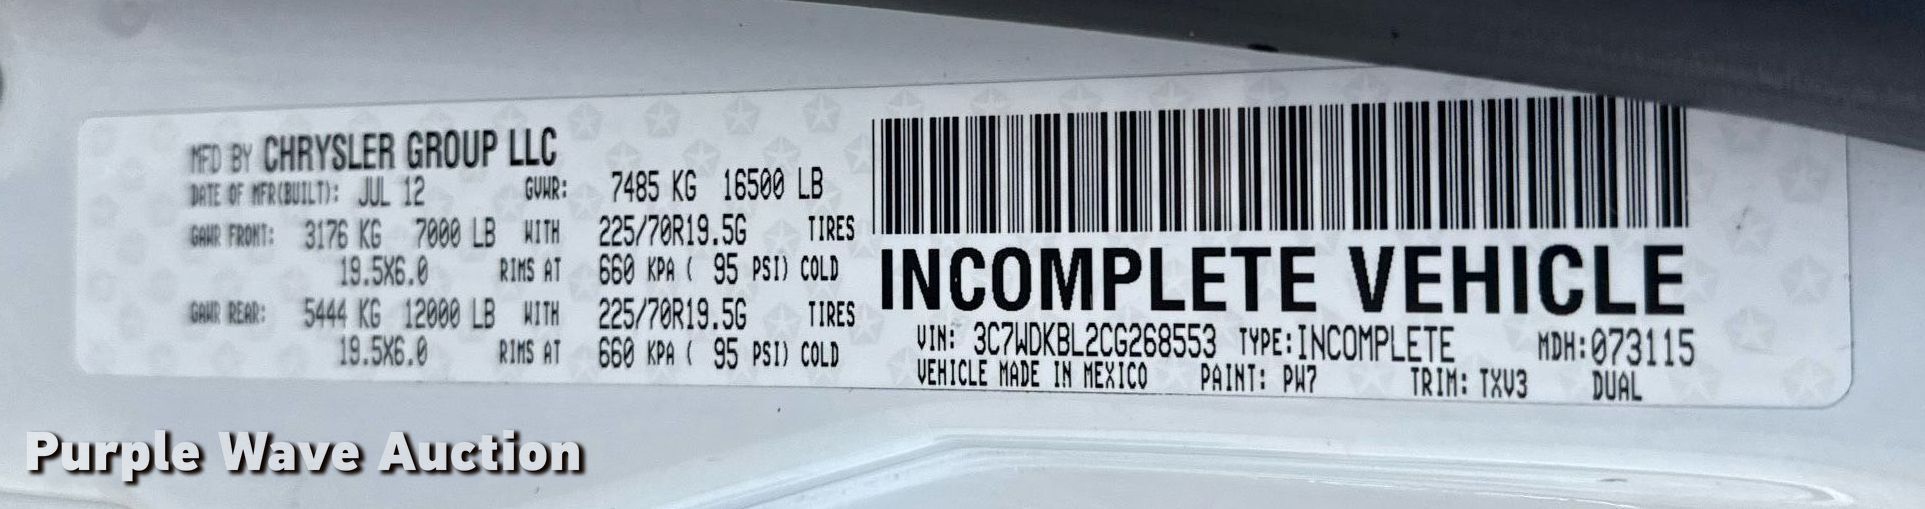 MFD BY CHRYSLER GROUP LLC
DATE OF MFR(BUILT): JUL 12 GVWR: 7485 KG 16500 LB
GAWR FRONT: 3176 KG 7000 LB WITH 225/70R19.5G TIRES
19.5X6.0 RIMS AT 660 KPA ( 95 PSI) COLD
GAWR REAR: 5444 KG 12000 LB WITH 225/70R19.5G TIRES
19.5X6.0 RIMS AT 660 KPA ( 95 PSI) COLD
INCOMPLETE VEHICLE
VIN: 3C7WDKBL2CG268553 TYPE:INCOMPLETE MDH:073115
VEHICLE MADE IN MEXICO PAINT: PW7 TRIM: TXV3 DUAL
Purple Wave Auction